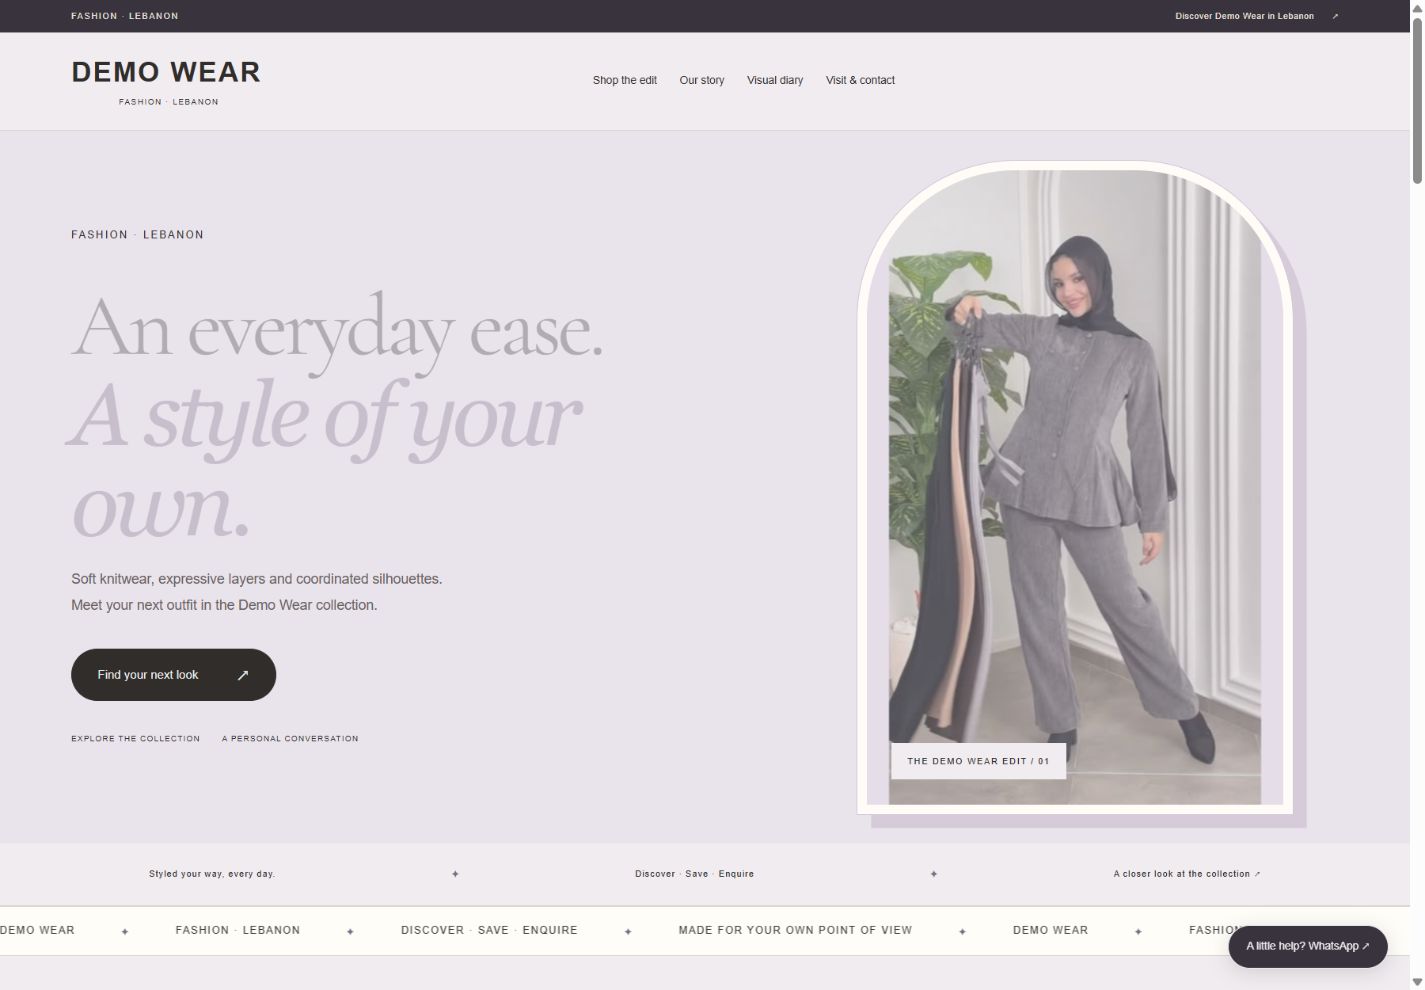 FASHION · LEBANON
Discover Demo Wear in Lebanon ↗
DEMO WEAR
FASHION · LEBANON
Shop the edit
Our story
Visual diary
Visit & contact
FASHION · LEBANON
An everyday ease.
A style of your
own.
Soft knitwear, expressive layers and coordinated silhouettes.
Meet your next outfit in the Demo Wear collection.
Find your next look ↗
EXPLORE THE COLLECTION
A PERSONAL CONVERSATION
THE DEMO WEAR EDIT / 01
Styled your way, every day.
✦
Discover · Save · Enquire
✦
A closer look at the collection ↗
DEMO WEAR ✦ FASHION · LEBANON ✦ DISCOVER · SAVE · ENQUIRE ✦ MADE FOR YOUR OWN POINT OF VIEW ✦ DEMO WEAR ✦ FASHION
A little help? WhatsApp ↗